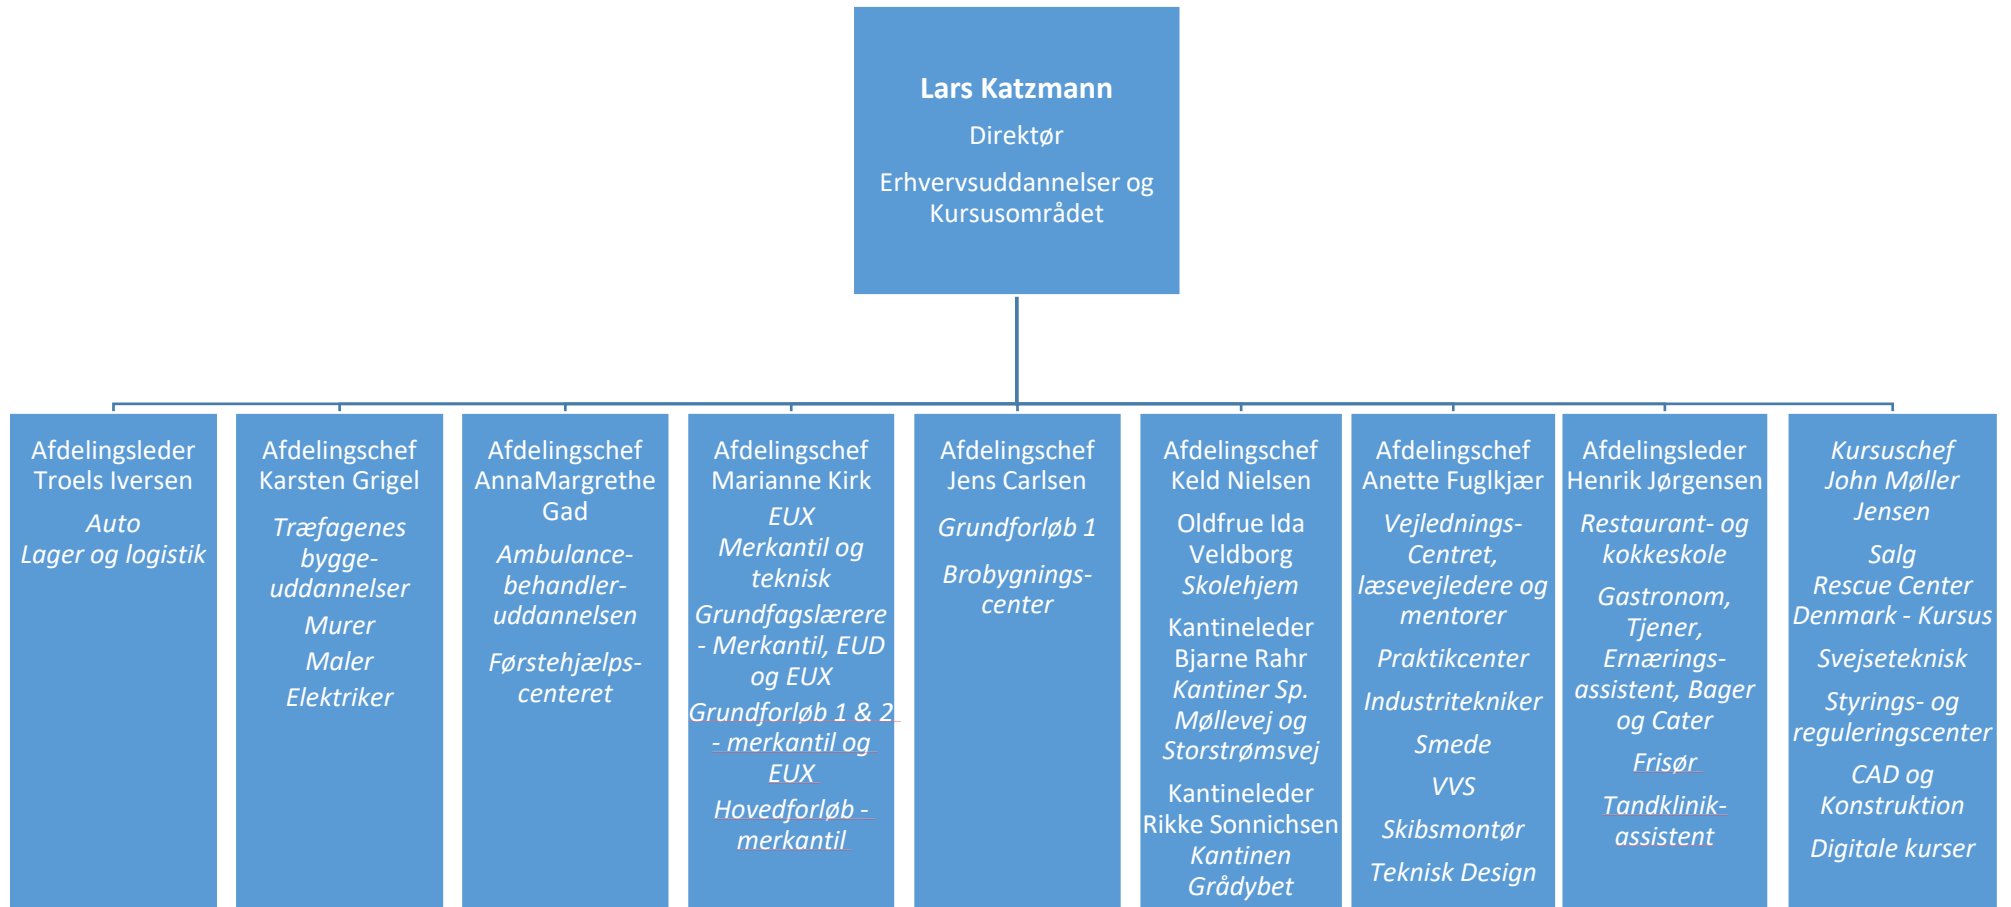 Lars Katzmann
Direktør
Erhvervsuddannelser og
Kursusområdet
Afdelingsleder
Troels Iversen
Auto
Lager og logistik
Afdelingschef
Karsten Grigel
Træfagenes
bygge-
uddannelser
Murer
Maler
Elektriker
Afdelingschef
AnnaMargrethe
Gad
Ambulance-
behandler-
uddannelsen
Førstehjælps-
centeret
Afdelingschef
Marianne Kirk
EUX
Merkantil og
teknisk
Grundfagslærere
- Merkantil, EUD
og EUX
Grundforløb 1 & 2
- merkantil og
EUX
Hovedforløb -
merkantil
Afdelingschef
Jens Carlsen
Grundforløb 1
Brobygnings-
center
Afdelingschef
Keld Nielsen
Oldfrue Ida
Veldborg
Skolehjem
Kantineleder
Bjarne Rahr
Kantiner Sp.
Møllevej og
Storstrømsvej
Kantineleder
Rikke Sonnichsen
Kantinen
Grådybet
Afdelingschef
Anette Fuglkjær
Vejlednings-
Centret,
læsevejledere og
mentorer
Praktikcenter
Industritekniker
Smede
VVS
Skibsmontør
Teknisk Design
Afdelingsleder
Henrik Jørgensen
Restaurant- og
kokkeskole
Gastronom,
Tjener,
Ernærings-
assistent, Bager
og Cater
Frisør
Tandklinik-
assistent
Kursuschef
John Møller
Jensen
Salg
Rescue Center
Denmark - Kursus
Svejseteknisk
Styrings- og
reguleringscenter
CAD og
Konstruktion
Digitale kurser